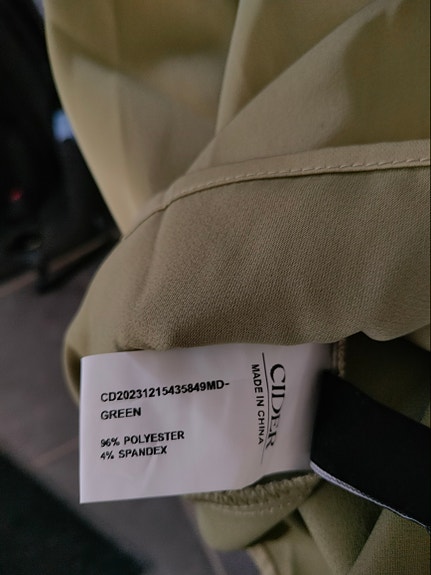 CD20231215435849MD-
GREEN
96% POLYESTER
4% SPANDEX
CIDER
MADE IN CHINA